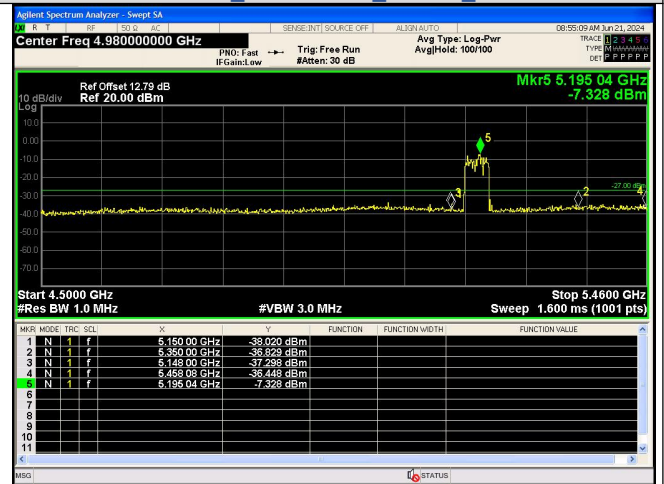 Agilent Spectrum Analyzer - Swept SA
LXI R T RF 50 Ω AC SENSE:INT SOURCE OFF ALIGN AUTO 08:55:09 AM Jun 21, 2024
Center Freq 4.980000000 GHz
PNO: Fast Trig: Free Run Avg Type: Log-Pwr TRACE 1 2 3 4 5 6
IFGain:Low #Atten: 30 dB Avg|Hold: 100/100 TYPE M
DET P P P P P P
Ref Offset 12.79 dB Mkr5 5.195 04 GHz
10 dB/div Ref 20.00 dBm -7.328 dBm
Log
10.0
0.00
-10.0
-20.0
-30.0
-40.0
-50.0
-60.0
-70.0
5
-27.00 dBm
3 2 4
Start 4.5000 GHz Stop 5.4600 GHz
#Res BW 1.0 MHz #VBW 3.0 MHz Sweep 1.600 ms (1001 pts)
MKR MODE TRC SCL X Y FUNCTION FUNCTION WIDTH FUNCTION VALUE
1 N 1 f 5.150 00 GHz -38.020 dBm
2 N 1 f 5.350 00 GHz -36.829 dBm
3 N 1 f 5.148 00 GHz -37.298 dBm
4 N 1 f 5.458 08 GHz -36.448 dBm
5 N 1 f 5.195 04 GHz -7.328 dBm
6
7
8
9
10
11
MSG STATUS